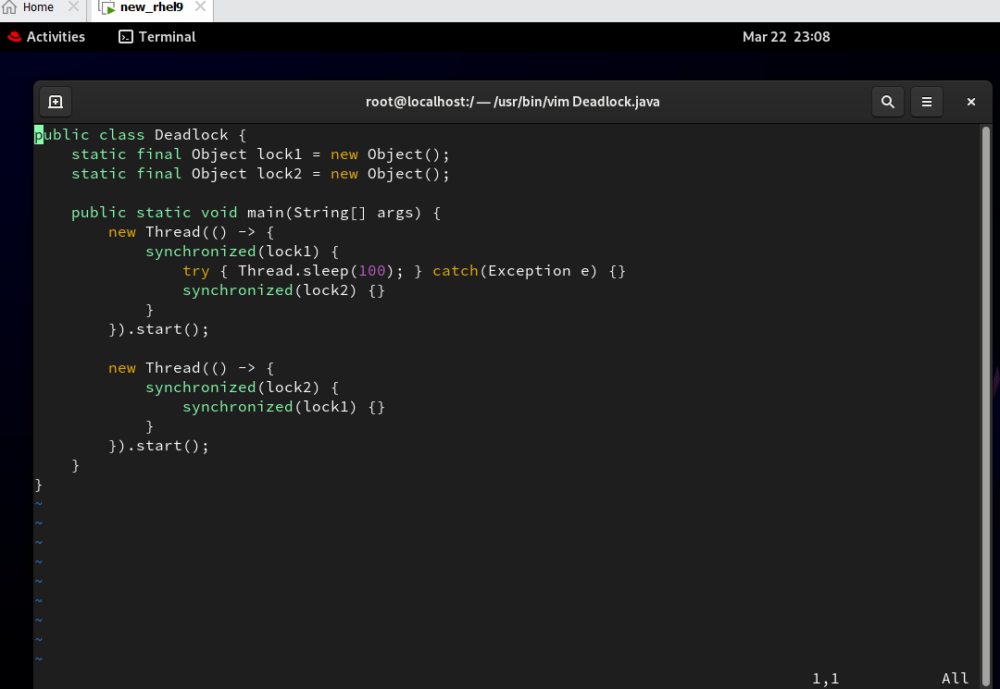 Home
new_rhel9
Activities
Terminal
Mar 22 23:08
root@localhost:/ — /usr/bin/vim Deadlock.java
public class Deadlock {
    static final Object lock1 = new Object();
    static final Object lock2 = new Object();

    public static void main(String[] args) {
        new Thread(() -> {
            synchronized(lock1) {
                try { Thread.sleep(100); } catch(Exception e) {}
                synchronized(lock2) {}
            }
        }).start();

        new Thread(() -> {
            synchronized(lock2) {
                synchronized(lock1) {}
            }
        }).start();
    }
}
~
~
~
~
~
~
~
~
~
1,1 All